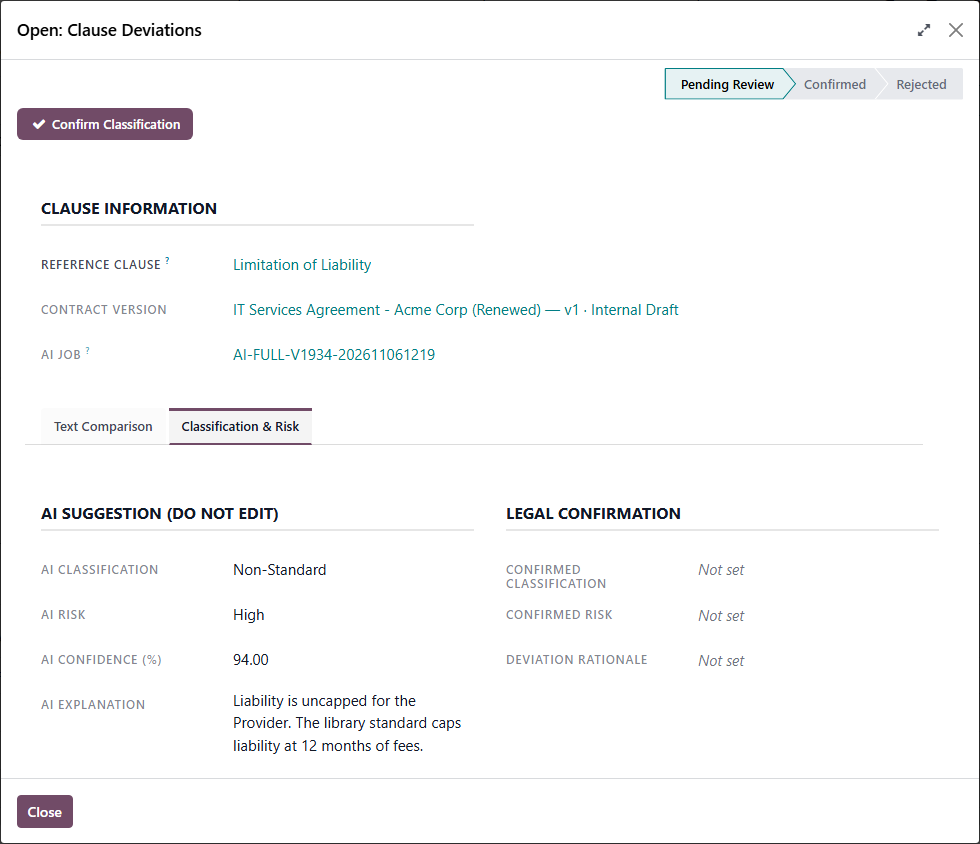 Open: Clause Deviations
Pending Review
Confirmed
Rejected
Confirm Classification
CLAUSE INFORMATION
REFERENCE CLAUSE ?
Limitation of Liability
CONTRACT VERSION
IT Services Agreement - Acme Corp (Renewed) — v1 · Internal Draft
AI JOB ?
AI-FULL-V1934-202611061219
Text Comparison
Classification & Risk
AI SUGGESTION (DO NOT EDIT)
AI CLASSIFICATION
Non-Standard
AI RISK
High
AI CONFIDENCE (%)
94.00
AI EXPLANATION
Liability is uncapped for the
Provider. The library standard caps
liability at 12 months of fees.
LEGAL CONFIRMATION
CONFIRMED
CLASSIFICATION
Not set
CONFIRMED RISK
Not set
DEVIATION RATIONALE
Not set
Close